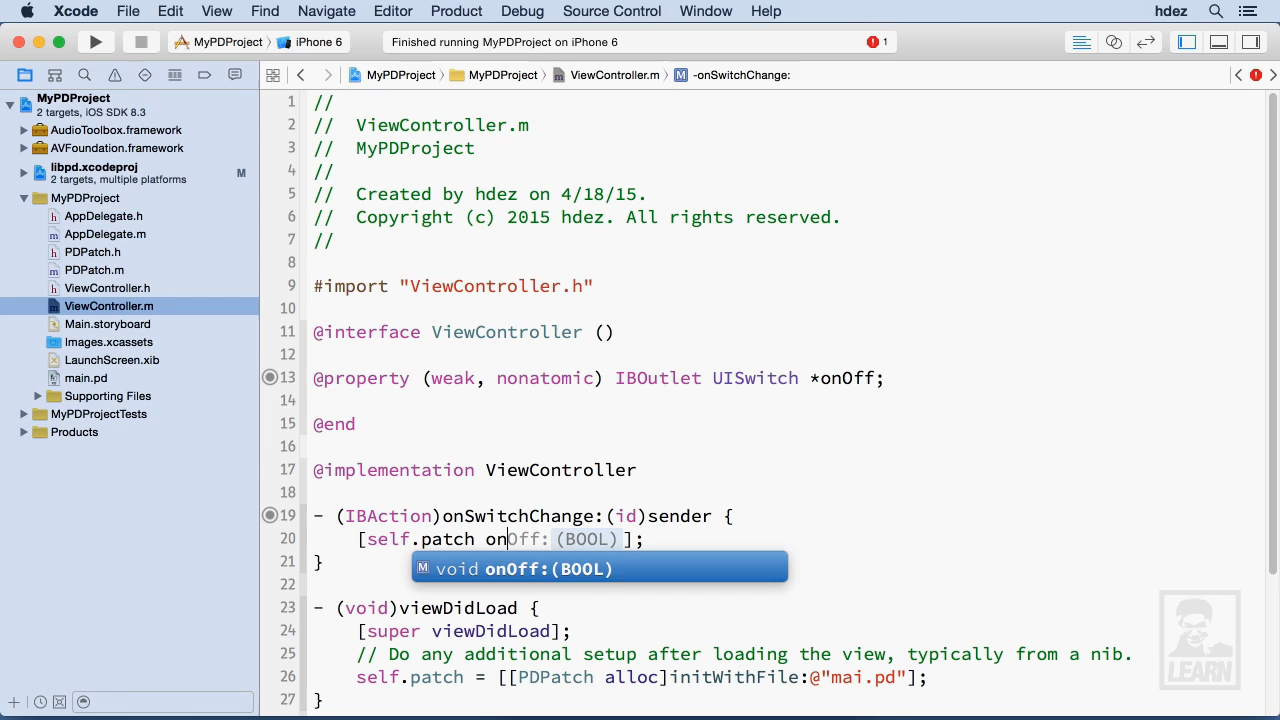 Xcode File Edit View Find Navigate Editor Product Debug Source Control Window Help hdez
MyPDProject iPhone 6 Finished running MyPDProject on iPhone 6 1
MyPDProject MyPDProject ViewController.m -onSwitchChange:
MyPDProject
2 targets, iOS SDK 8.3
AudioToolbox.framework
AVFoundation.framework
libpd.xcodeproj M
2 targets, multiple platforms
MyPDProject
AppDelegate.h
AppDelegate.m
PDPatch.h
PDPatch.m
ViewController.h
ViewController.m
Main.storyboard
Images.xcassets
LaunchScreen.xib
main.pd
Supporting Files
MyPDProjectTests
Products
1 //
2 // ViewController.m
3 // MyPDProject
4 //
5 // Created by hdez on 4/18/15.
6 // Copyright (c) 2015 hdez. All rights reserved.
7 //
8
9 #import "ViewController.h"
10
11 @interface ViewController ()
12
13 @property (weak, nonatomic) IBOutlet UISwitch *onOff;
14
15 @end
16
17 @implementation ViewController
18
19 - (IBAction)onSwitchChange:(id)sender {
20 [self.patch onOff:(BOOL)];
21 }
M void onOff:(BOOL)
22
23 - (void)viewDidLoad {
24 [super viewDidLoad];
25 // Do any additional setup after loading the view, typically from a nib.
26 self.patch = [[PDPatch alloc]initWithFile:@"mai.pd"];
27 }
LEARN